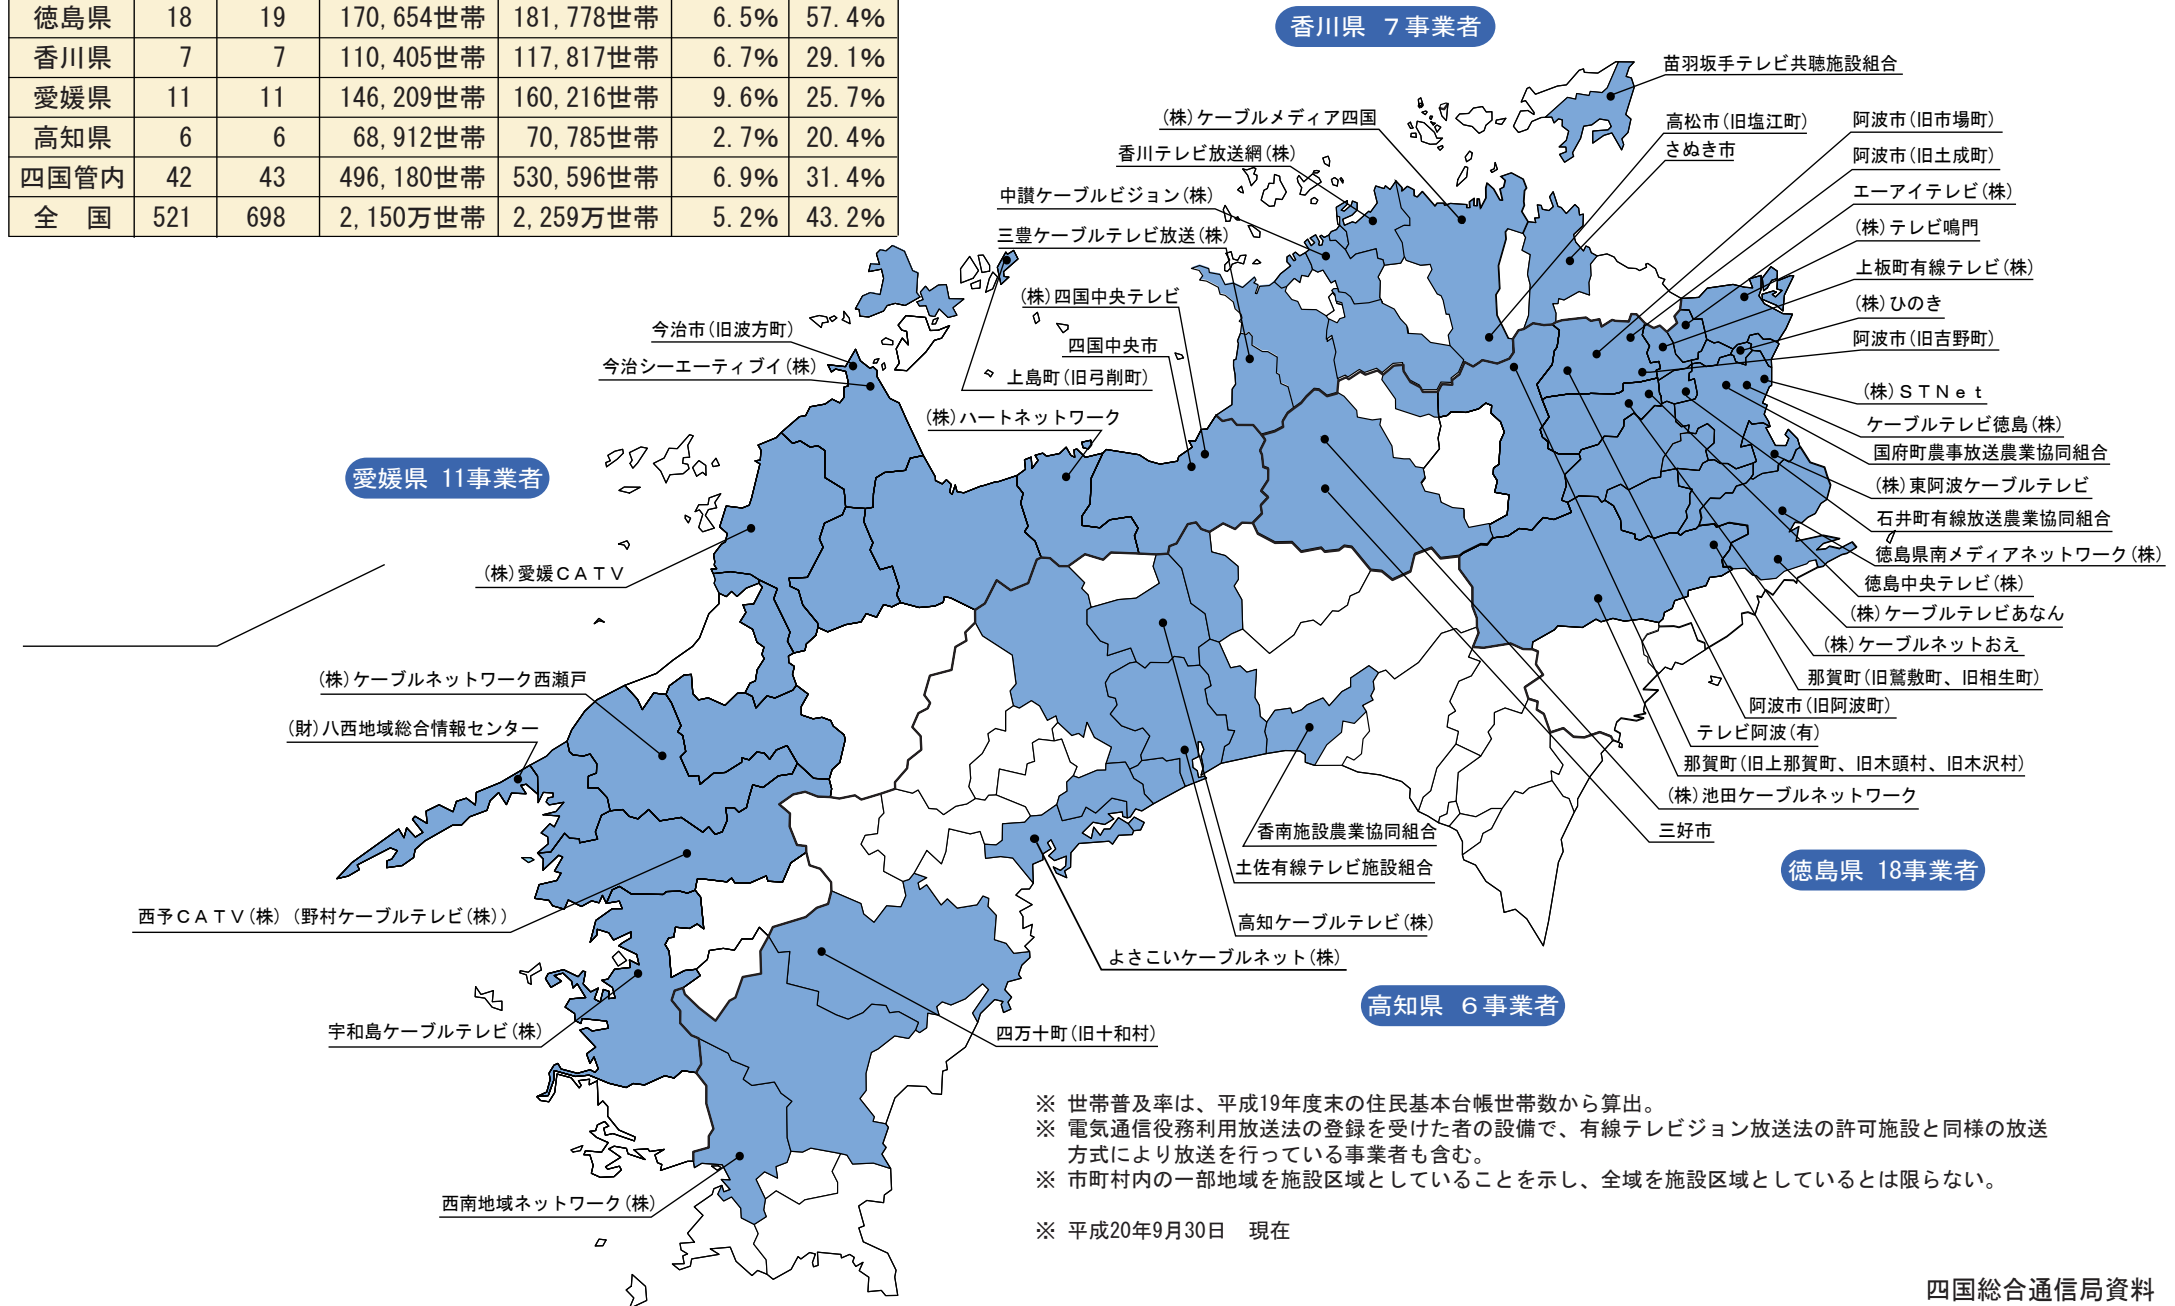 徳島県 18 19 170,654世帯 181,778世帯 6.5% 57.4%
香川県 7 7 110,405世帯 117,817世帯 6.7% 29.1%
愛媛県 11 11 146,209世帯 160,216世帯 9.6% 25.7%
高知県 6 6 68,912世帯 70,785世帯 2.7% 20.4%
四国管内 42 43 496,180世帯 530,596世帯 6.9% 31.4%
全 国 521 698 2,150万世帯 2,259万世帯 5.2% 43.2%
香川県 7事業者
苗羽坂手テレビ共聴施設組合
(株)ケーブルメディア四国
高松市(旧塩江町)
阿波市(旧市場町)
香川テレビ放送網(株)
さぬき市
阿波市(旧土成町)
中讃ケーブルビジョン(株)
エーアイテレビ(株)
三豊ケーブルテレビ放送(株)
(株)テレビ鳴門
上板町有線テレビ(株)
(株)四国中央テレビ
(株)ひのき
今治市(旧波方町)
四国中央市
阿波市(旧吉野町)
今治シーエーティブイ(株)
上島町(旧弓削町)
(株)STNet
(株)ハートネットワーク
ケーブルテレビ徳島(株)
国府町農事放送農業協同組合
愛媛県 11事業者
(株)東阿波ケーブルテレビ
石井町有線放送農業協同組合
徳島県南メディアネットワーク(株)
(株)愛媛CATV
徳島中央テレビ(株)
(株)ケーブルテレビあなん
(株)ケーブルネットおえ
(株)ケーブルネットワーク西瀬戸
那賀町(旧鷲敷町、旧相生町)
阿波市(旧阿波町)
(財)八西地域総合情報センター
テレビ阿波(有)
那賀町(旧上那賀町、旧木頭村、旧木沢村)
(株)池田ケーブルネットワーク
香南施設農業協同組合
三好市
土佐有線テレビ施設組合
徳島県 18事業者
西予CATV(株)(野村ケーブルテレビ(株))
高知ケーブルテレビ(株)
よさこいケーブルネット(株)
高知県 6事業者
宇和島ケーブルテレビ(株)
四万十町(旧十和村)
※ 世帯普及率は、平成19年度末の住民基本台帳世帯数から算出。
※ 電気通信役務利用放送法の登録を受けた者の設備で、有線テレビジョン放送法の許可施設と同様の放送
方式により放送を行っている事業者も含む。
※ 市町村内の一部地域を施設区域としていることを示し、全域を施設区域としているとは限らない。
西南地域ネットワーク(株)
※ 平成20年9月30日 現在
四国総合通信局資料